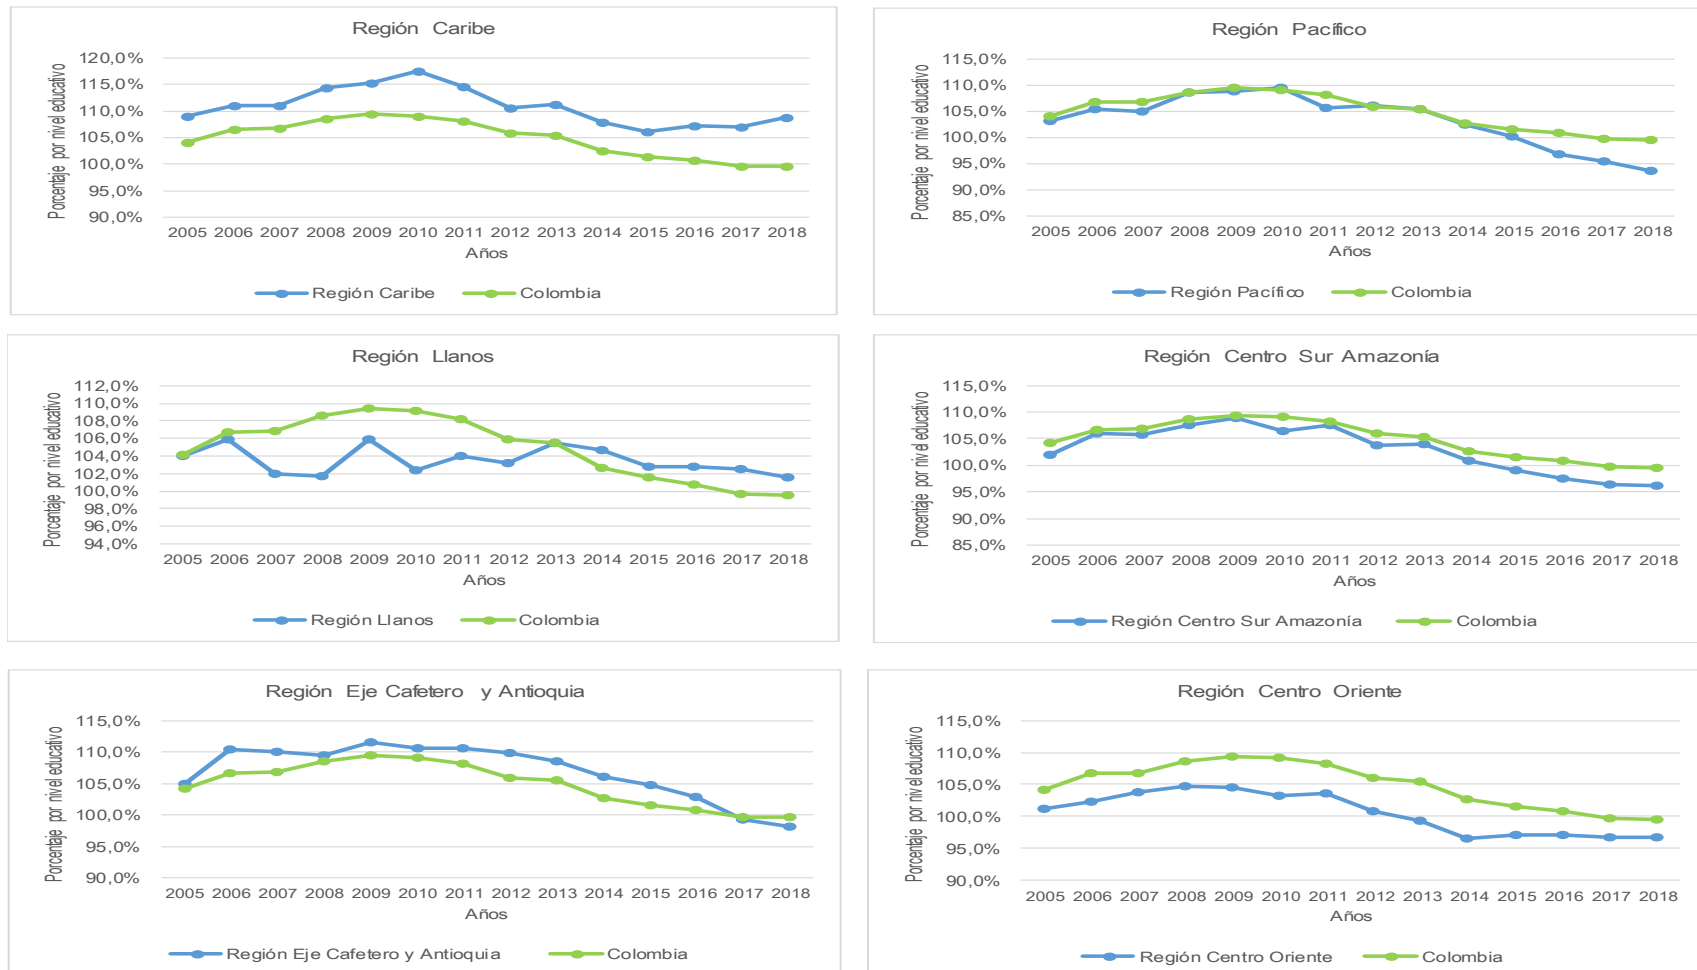 Región Caribe
Porcentaje por nivel educativo
120,0%
115,0%
110,0%
105,0%
100,0%
95,0%
90,0%
2005 2006 2007 2008 2009 2010 2011 2012 2013 2014 2015 2016 2017 2018
Años
Región Caribe Colombia
Región Pacífico
Porcentaje por nivel educativo
115,0%
110,0%
105,0%
100,0%
95,0%
90,0%
85,0%
2005 2006 2007 2008 2009 2010 2011 2012 2013 2014 2015 2016 2017 2018
Años
Región Pacífico Colombia
Región Llanos
Porcentaje por nivel educativo
112,0%
110,0%
108,0%
106,0%
104,0%
102,0%
100,0%
98,0%
96,0%
94,0%
2005 2006 2007 2008 2009 2010 2011 2012 2013 2014 2015 2016 2017 2018
Años
Región Llanos Colombia
Región Centro Sur Amazonía
Porcentaje por nivel educativo
115,0%
110,0%
105,0%
100,0%
95,0%
90,0%
85,0%
2005 2006 2007 2008 2009 2010 2011 2012 2013 2014 2015 2016 2017 2018
Años
Región Centro Sur Amazonía Colombia
Región Eje Cafetero y Antioquia
Porcentaje por nivel educativo
115,0%
110,0%
105,0%
100,0%
95,0%
90,0%
2005 2006 2007 2008 2009 2010 2011 2012 2013 2014 2015 2016 2017 2018
Años
Región Eje Cafetero y Antioquia Colombia
Región Centro Oriente
Porcentaje por nivel educativo
115,0%
110,0%
105,0%
100,0%
95,0%
90,0%
2005 2006 2007 2008 2009 2010 2011 2012 2013 2014 2015 2016 2017 2018
Años
Región Centro Oriente Colombia